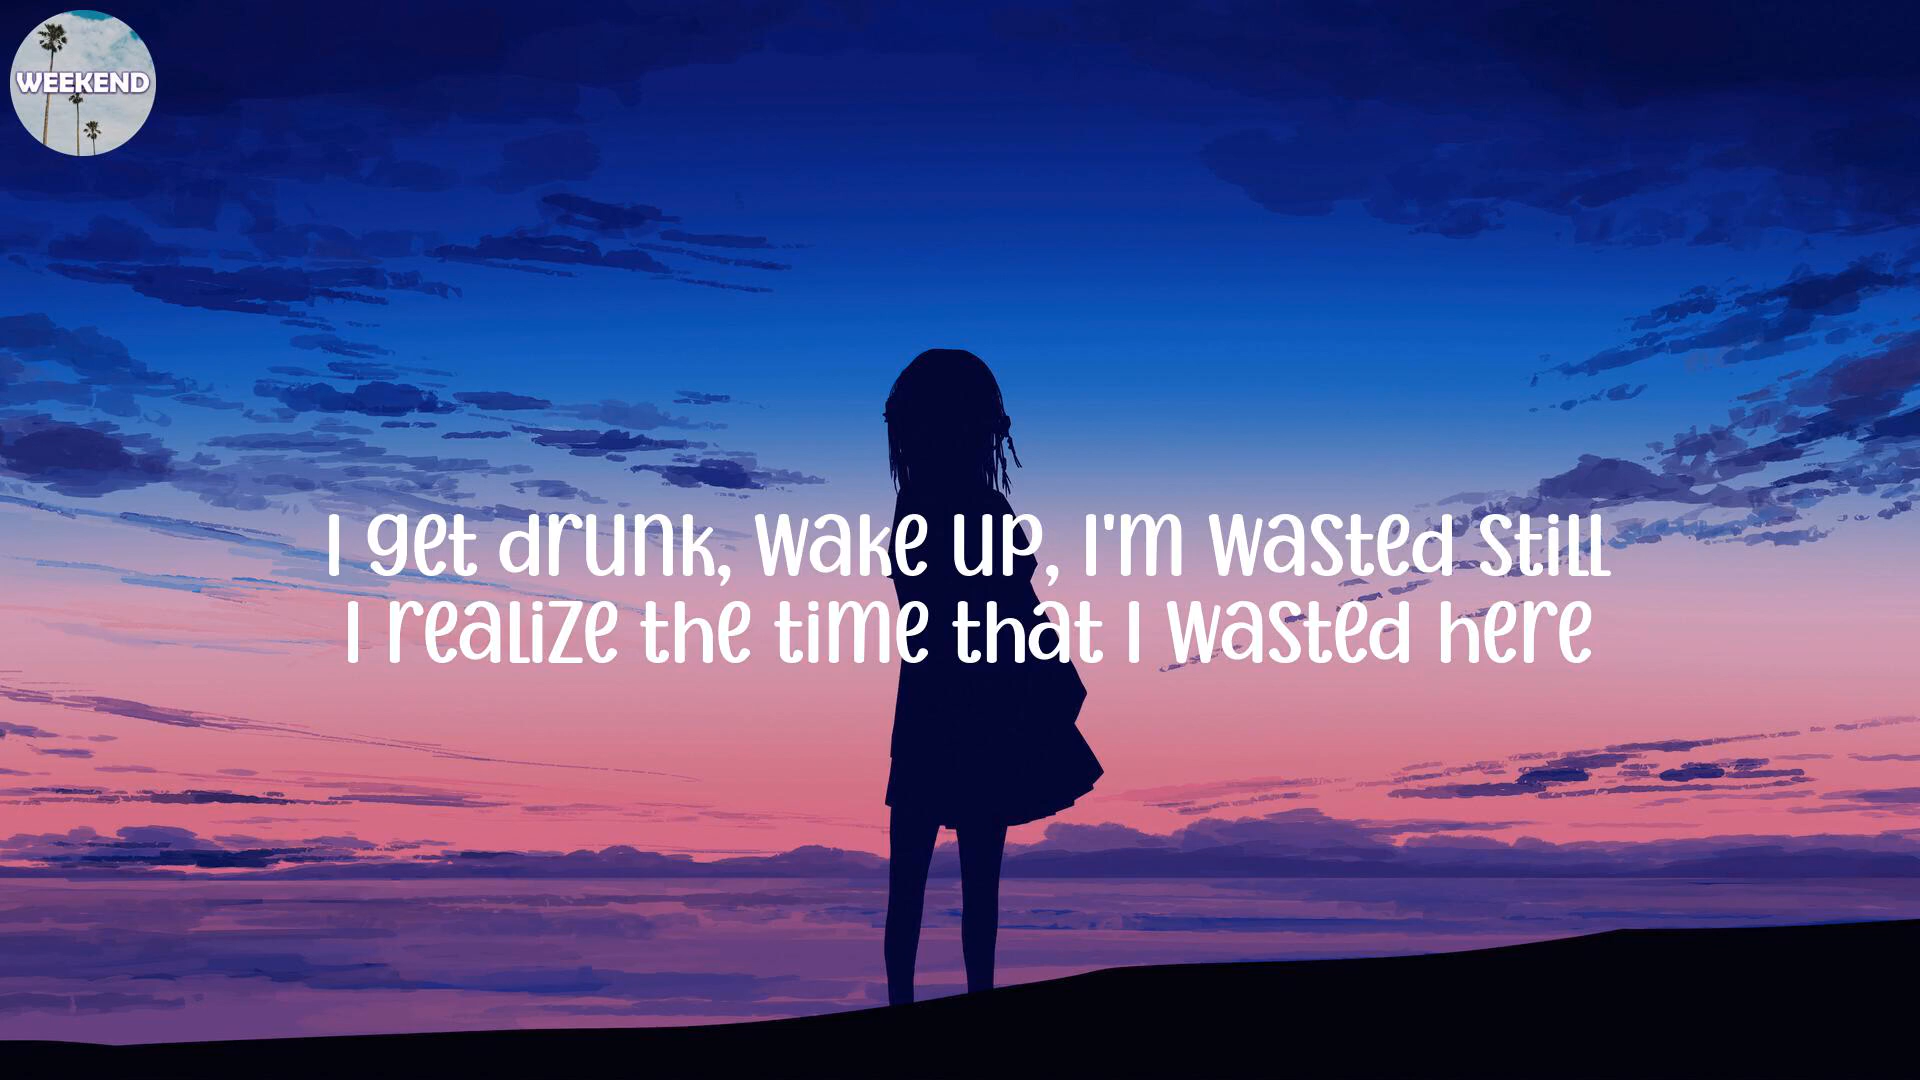 WEEKEND
I get drunk, wake up, I'm wasted still
I realize the time that I wasted here